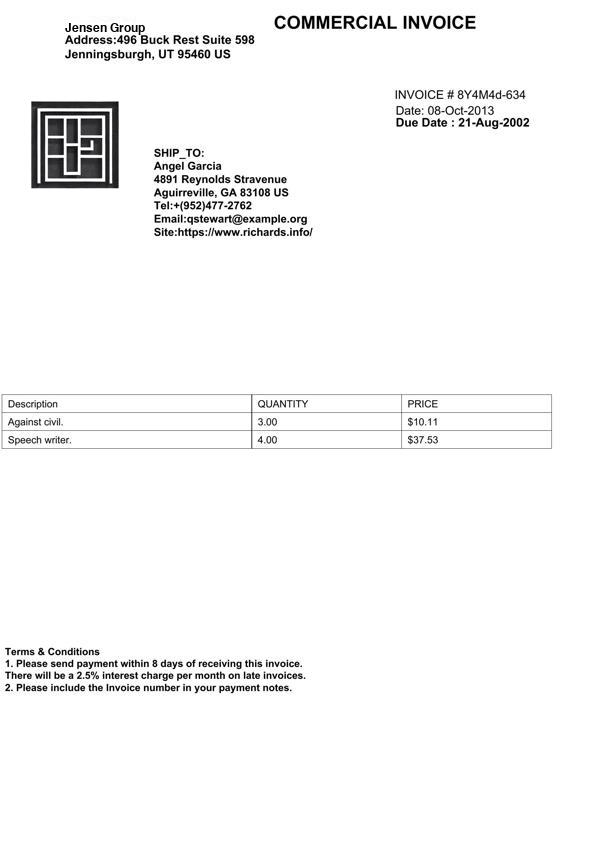 Jensen Group
Address:496 Buck Rest Suite 598
Jenningsburgh, UT 95460 US
COMMERCIAL INVOICE
INVOICE # 8Y4M4d-634
Date: 08-Oct-2013
Due Date : 21-Aug-2002
SHIP_TO:
Angel Garcia
4891 Reynolds Stravenue
Aguirreville, GA 83108 US
Tel:+(952)477-2762
Email:qstewart@example.org
Site:https://www.richards.info/
Description QUANTITY PRICE
Against civil. 3.00 $10.11
Speech writer. 4.00 $37.53
Terms & Conditions
1. Please send payment within 8 days of receiving this invoice.
There will be a 2.5% interest charge per month on late invoices.
2. Please include the Invoice number in your payment notes.